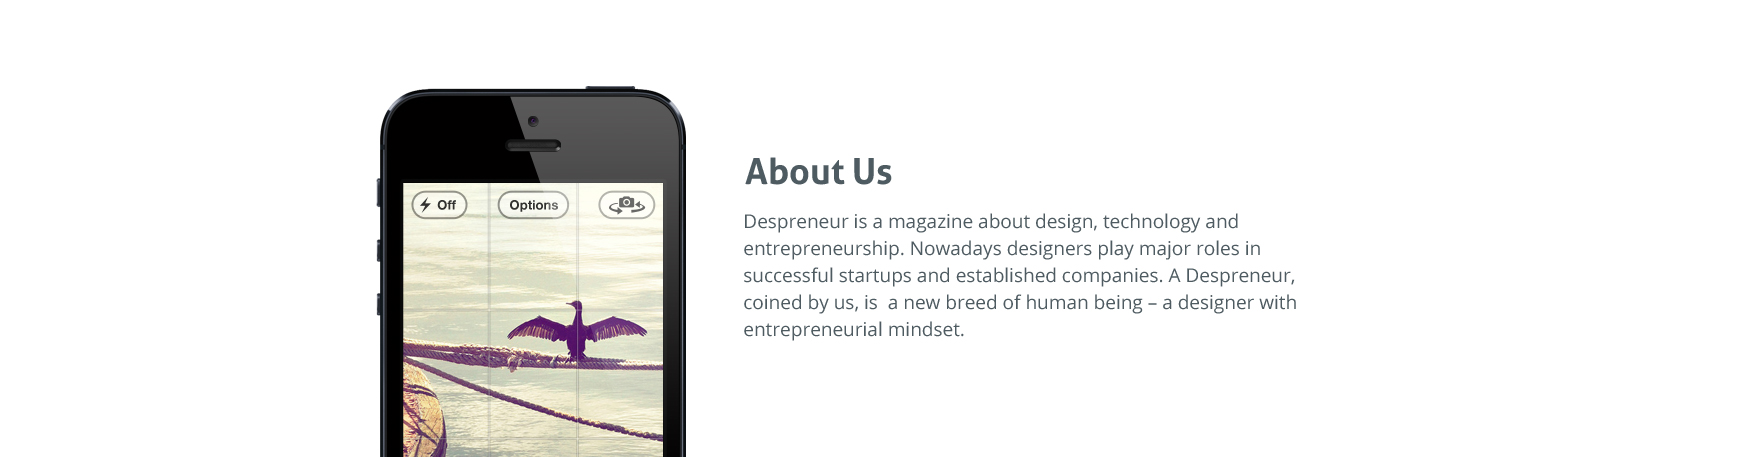 Off
Options
About Us
Despreneur is a magazine about design, technology and
entrepreneurship. Nowadays designers play major roles in
successful startups and established companies. A Despreneur,
coined by us, is  a new breed of human being – a designer with
entrepreneurial mindset.